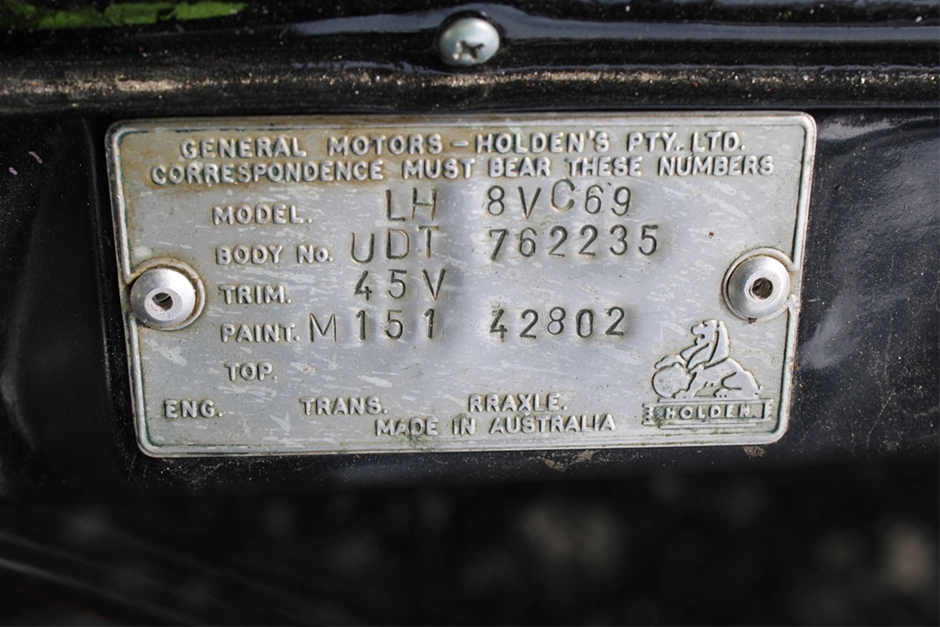 GENERAL MOTORS – HOLDEN'S PTY. LTD.
CORRESPONDENCE MUST BEAR THESE NUMBERS
MODEL. LH 8VC69
BODY NO. UDT 762235
TRIM. 45V
PAINT. M151 42802
TOP.
ENG. TRANS. RRAXLE.
MADE IN AUSTRALIA
HOLDEN.